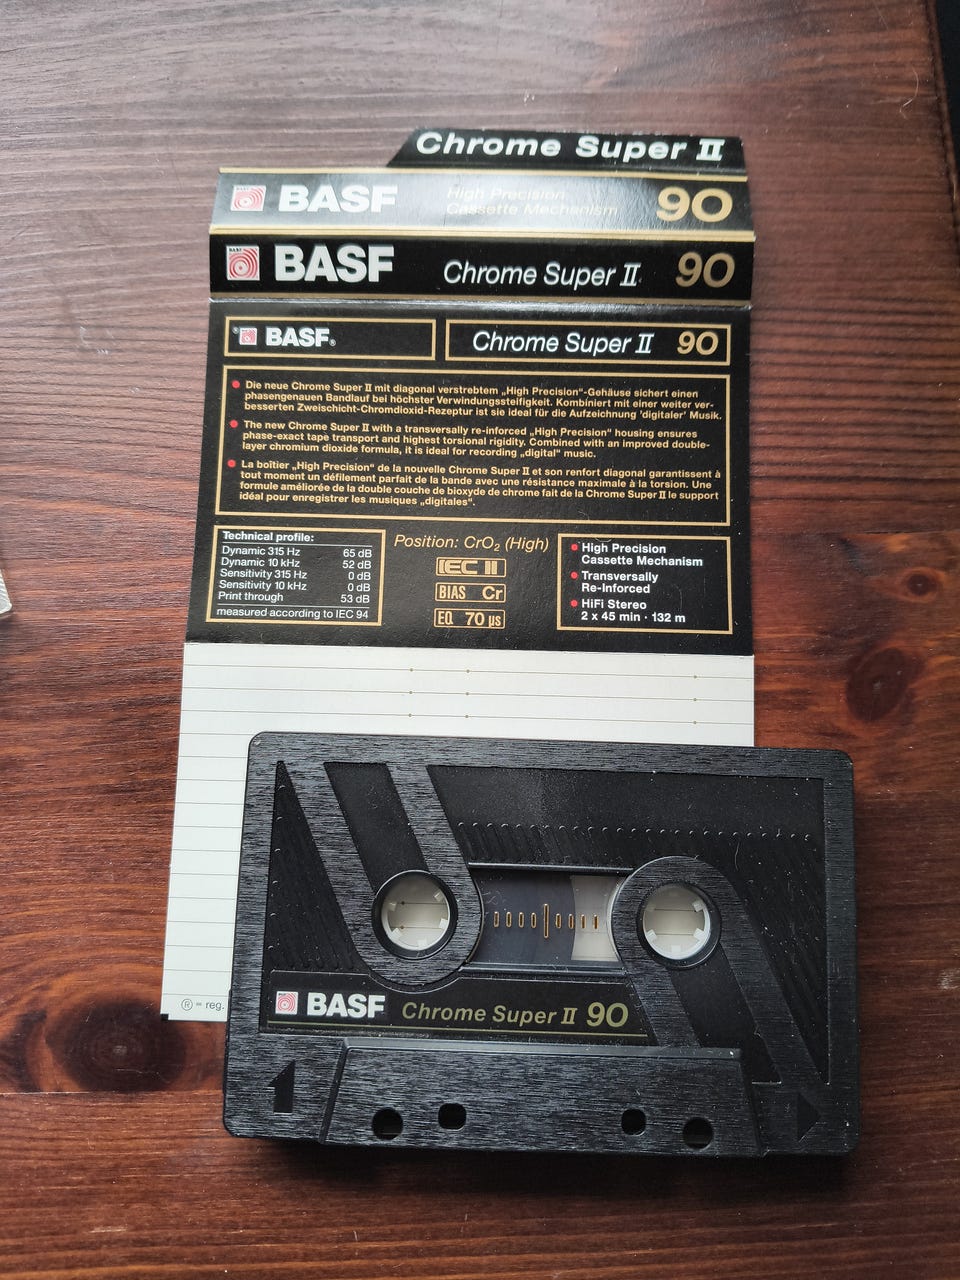 Chrome Super II
BASF
High Precision
Cassette Mechanism
90
BASF Chrome Super II 90
BASF® Chrome Super II 90
Die neue Chrome Super II mit diagonal verstrebtem „High Precision“-Gehäuse sichert einen
phasengenauen Bandlauf bei höchster Verwindungssteifigkeit. Kombiniert mit einer weiter ver-
besserten Zweischicht-Chromdioxid-Rezeptur ist sie ideal für die Aufzeichnung 'digitaler' Musik.
The new Chrome Super II with a transversally re-inforced „High Precision“ housing ensures
phase-exact tape transport and highest torsional rigidity. Combined with an improved double-
layer chromium dioxide formula, it is ideal for recording „digital“ music.
La boîtier „High Precision“ de la nouvelle Chrome Super II et son renfort diagonal garantissent à
tout moment un défilement parfait de la bande avec une résistance maximale à la torsion. Une
formule améliorée de la double couche de bioxyde de chrome fait de la Chrome Super II le support
idéal pour enregistrer les musiques „digitales“.
Technical profile:
Dynamic 315 Hz 65 dB
Dynamic 10 kHz 52 dB
Sensitivity 315 Hz 0 dB
Sensitivity 10 kHz 0 dB
Print through 53 dB
measured according to IEC 94
Position: CrO₂ (High)
IEC II
BIAS Cr
EQ 70 µs
High Precision
Cassette Mechanism
Transversally
Re-Inforced
HiFi Stereo
2 x 45 min · 132 m
® = reg.
BASF Chrome Super II 90
1